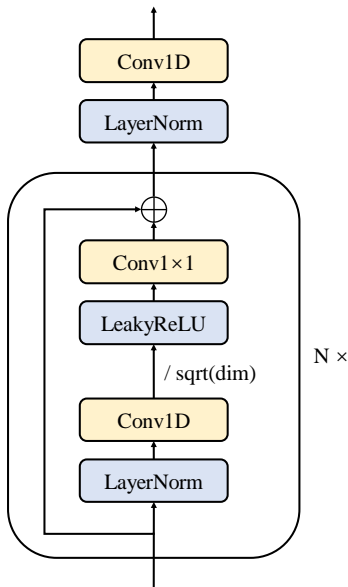 Conv1D
LayerNorm
Conv1×1
LeakyReLU
N ×
/ sqrt(dim)
Conv1D
LayerNorm